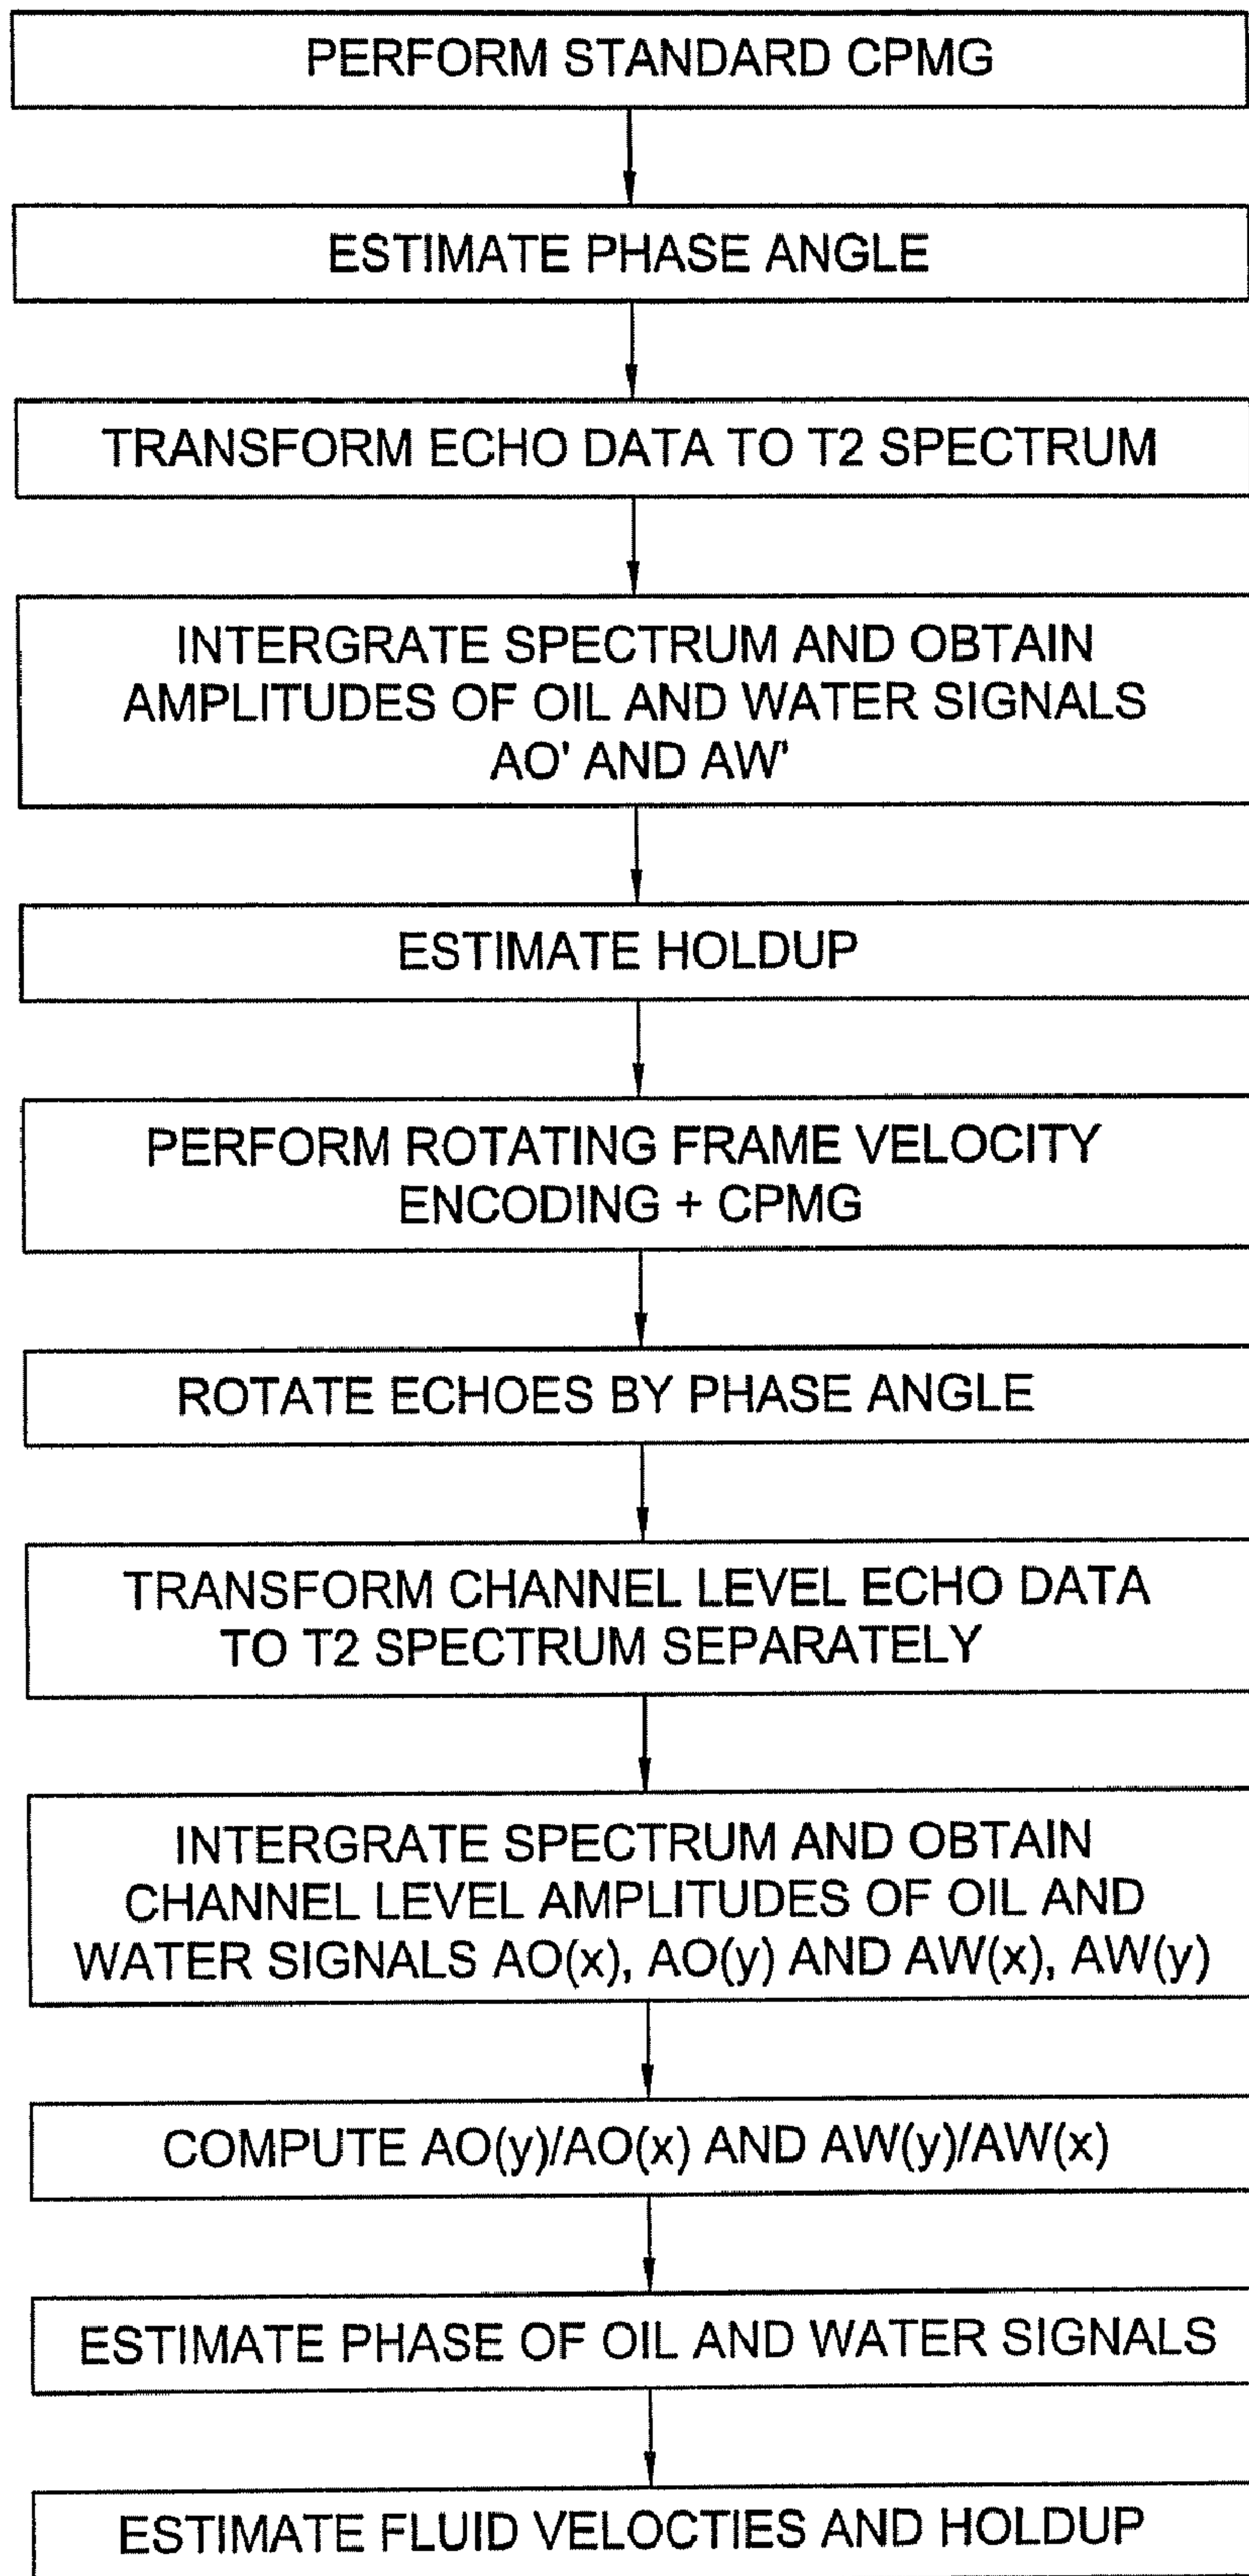 PERFORM STANDARD CPMG
ESTIMATE PHASE ANGLE
TRANSFORM ECHO DATA TO T2 SPECTRUM
INTERGRATE SPECTRUM AND OBTAIN
AMPLITUDES OF OIL AND WATER SIGNALS
AO' AND AW'
ESTIMATE HOLDUP
PERFORM ROTATING FRAME VELOCITY
ENCODING + CPMG
ROTATE ECHOES BY PHASE ANGLE
TRANSFORM CHANNEL LEVEL ECHO DATA
TO T2 SPECTRUM SEPARATELY
INTERGRATE SPECTRUM AND OBTAIN
CHANNEL LEVEL AMPLITUDES OF OIL AND
WATER SIGNALS AO(x), AO(y) AND AW(x), AW(y)
COMPUTE AO(y)/AO(x) AND AW(y)/AW(x)
ESTIMATE PHASE OF OIL AND WATER SIGNALS
ESTIMATE FLUID VELOCTIES AND HOLDUP